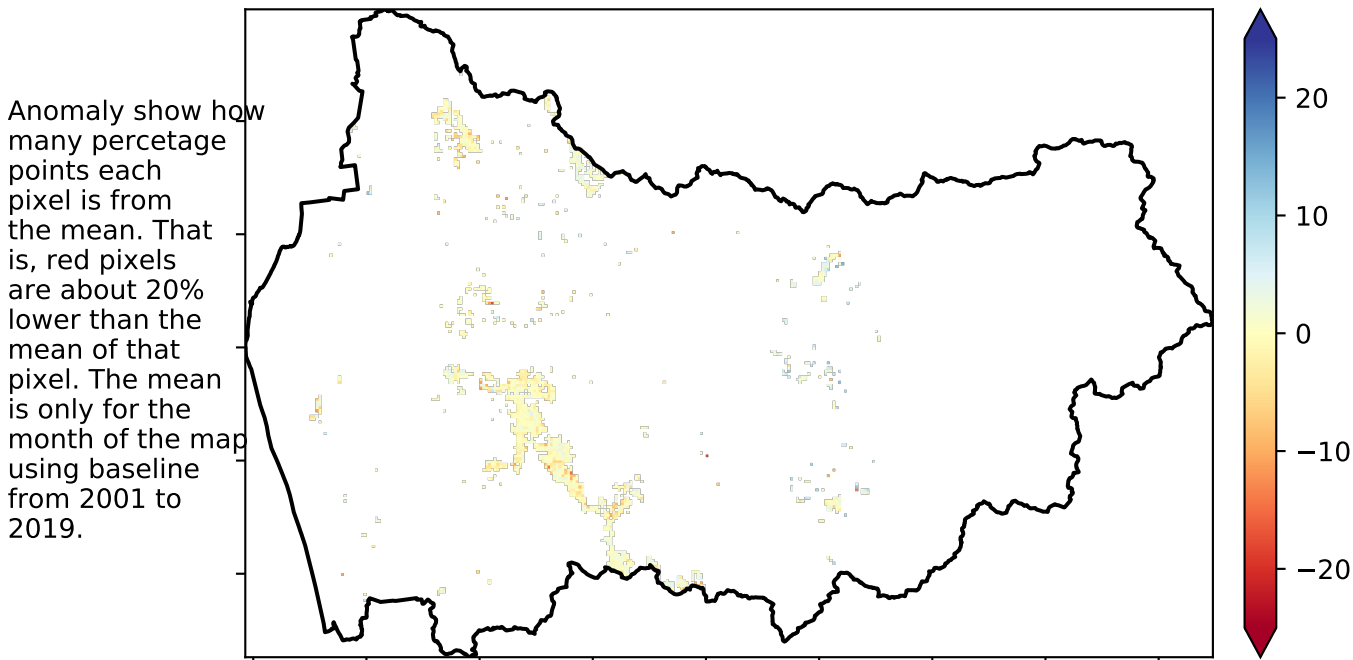 Anomaly show how
many percetage
points each
pixel is from
the mean. That
is, red pixels
are about 20%
lower than the
mean of that
pixel. The mean
is only for the
month of the map
using baseline
from 2001 to
2019.
20
10
0
−10
−20